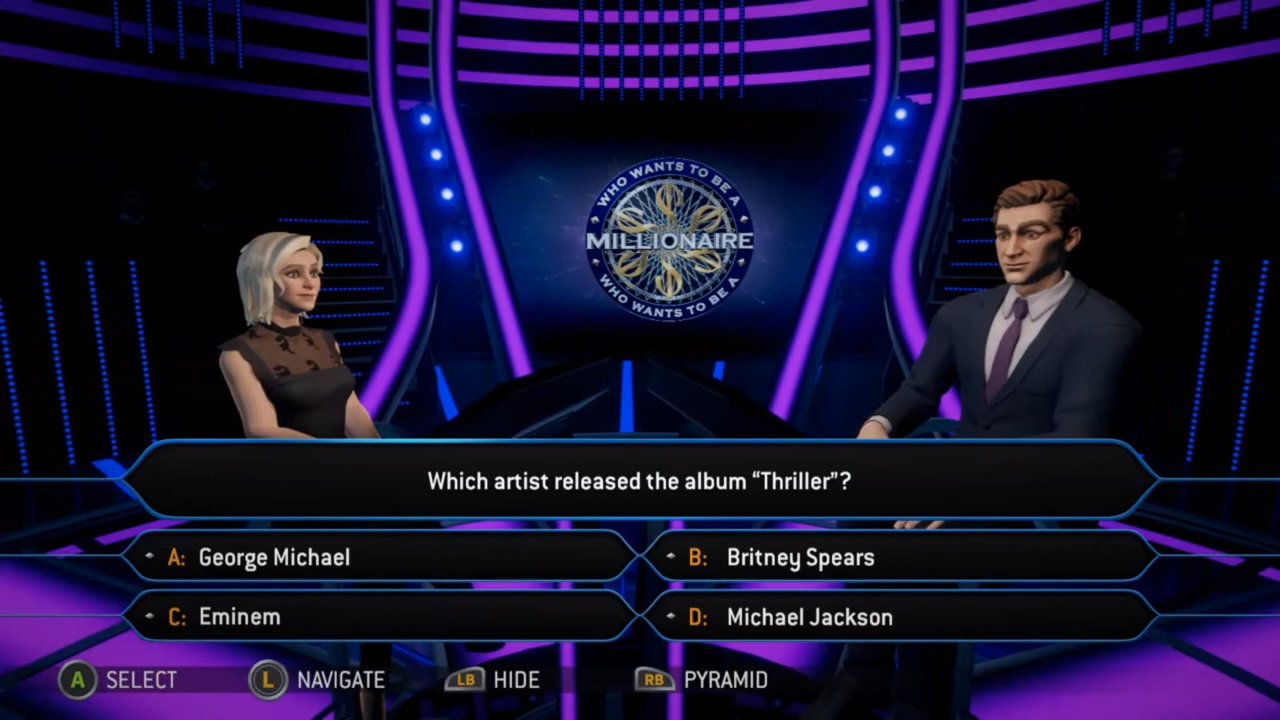 WHO WANTS TO BE A
MILLIONAIRE
WHO WANTS TO BE A
Which artist released the album “Thriller”?
A: George Michael
B: Britney Spears
C: Eminem
D: Michael Jackson
A SELECT
L NAVIGATE
LB HIDE
RB PYRAMID